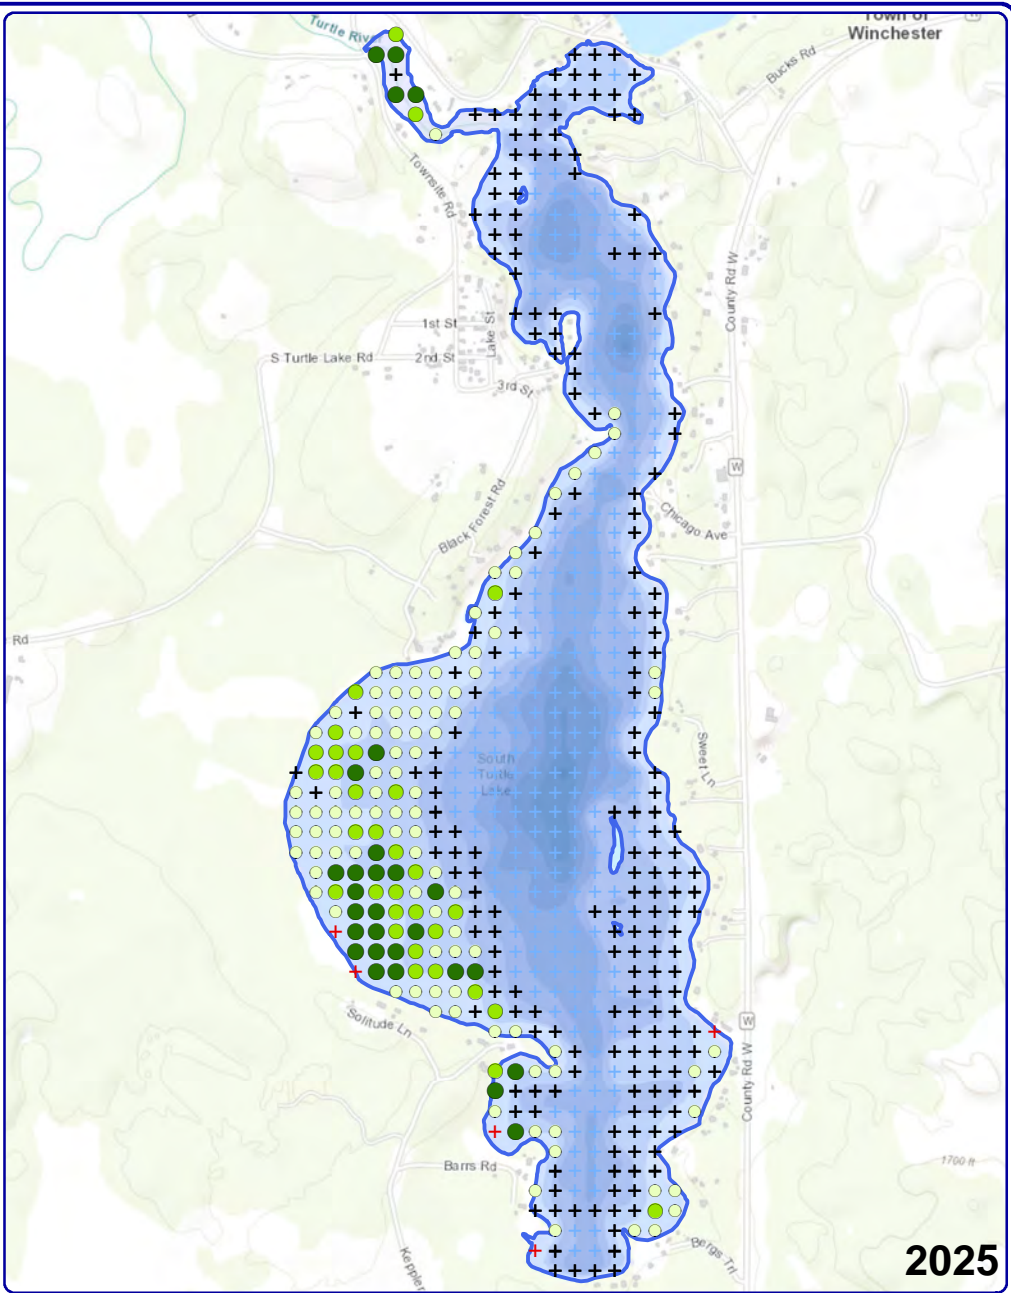 Turtle River
Town of
Winchester
Bucks Rd
Townsite Rd
County Rd W
1st St
Lake St
S Turtle Lake Rd
2nd St
3rd St
W
Black Forest Rd
Chicago Ave
Rd
Sweet Ln
South
Turtle
Lake
Solitude Ln
W
County Rd W
Barrs Rd
1700 ft
Bergs Trl
Keppler
2025